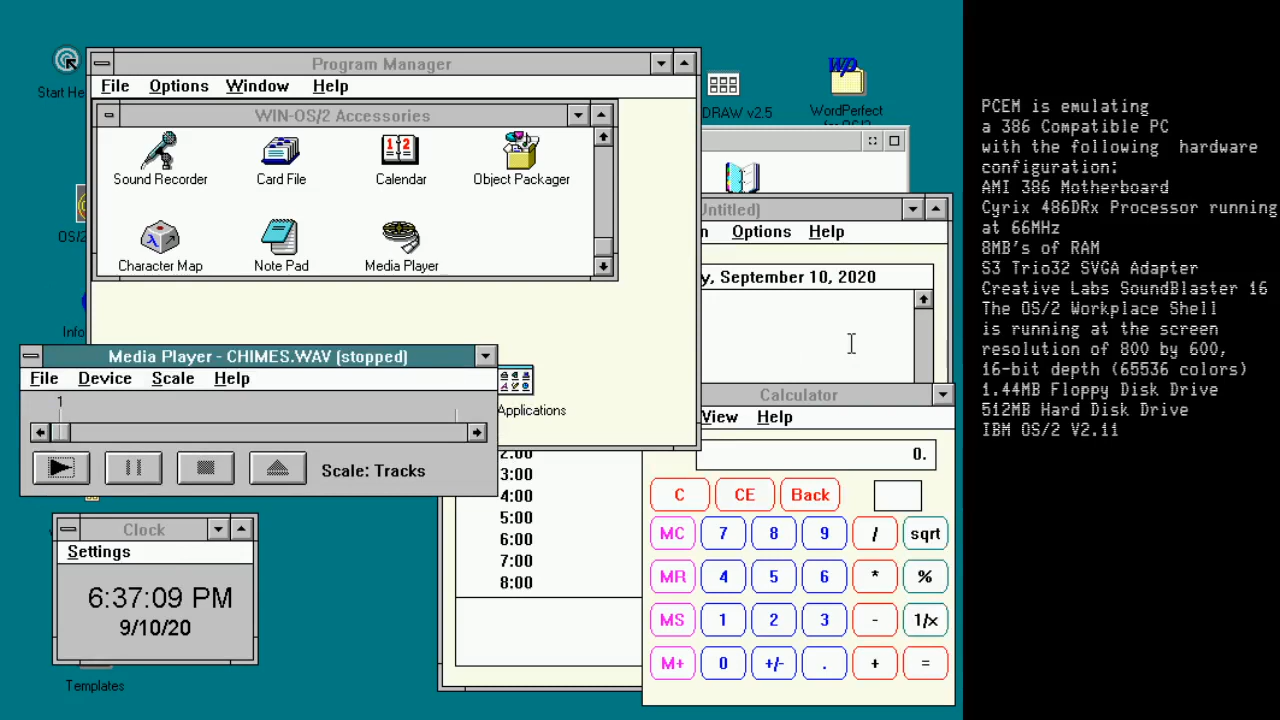 Program Manager
File Options Window Help
WIN-OS/2 Accessories
Sound Recorder
Card File
Calendar
Object Packager
Character Map
Note Pad
Media Player
Applications
Start He
OS/2
Info
DRAW v2.5
WP
WordPerfect
for OS/2
Untitled)
n Options Help
y, September 10, 2020
Media Player - CHIMES.WAV (stopped)
File Device Scale Help
1
Scale: Tracks
Clock
Settings
6:37:09 PM
9/10/20
Templates
2:00
3:00
4:00
5:00
6:00
7:00
8:00
Calculator
View Help
0.
C CE Back
MC 7 8 9 / sqrt
MR 4 5 6 * %
MS 1 2 3 - 1/x
M+ 0 +/- . + =
PCEM is emulating
a 386 Compatible PC
with the following hardware
configuration:
AMI 386 Motherboard
Cyrix 486DRx Processor running
at 66MHz
8MB's of RAM
S3 Trio32 SVGA Adapter
Creative Labs SoundBlaster 16
The OS/2 Workplace Shell
is running at the screen
resolution of 800 by 600,
16-bit depth (65536 colors)
1.44MB Floppy Disk Drive
512MB Hard Disk Drive
IBM OS/2 V2.11